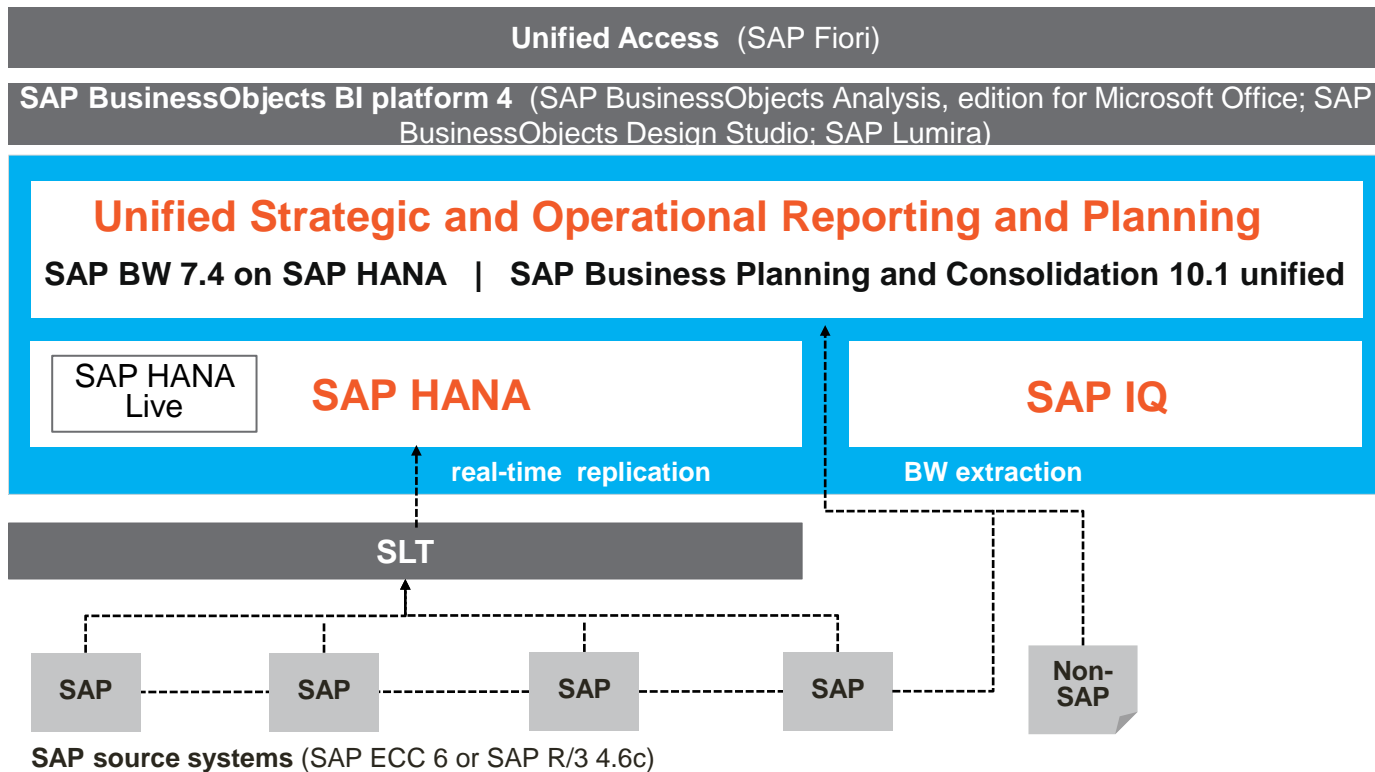 Unified Access (SAP Fiori)
SAP BusinessObjects BI platform 4 (SAP BusinessObjects Analysis, edition for Microsoft Office; SAP
BusinessObjects Design Studio; SAP Lumira)
Unified Strategic and Operational Reporting and Planning
SAP BW 7.4 on SAP HANA | SAP Business Planning and Consolidation 10.1 unified
SAP HANA
Live
SAP HANA
SAP IQ
real-time replication
BW extraction
SLT
SAP
SAP
SAP
SAP
Non-
SAP
SAP source systems (SAP ECC 6 or SAP R/3 4.6c)